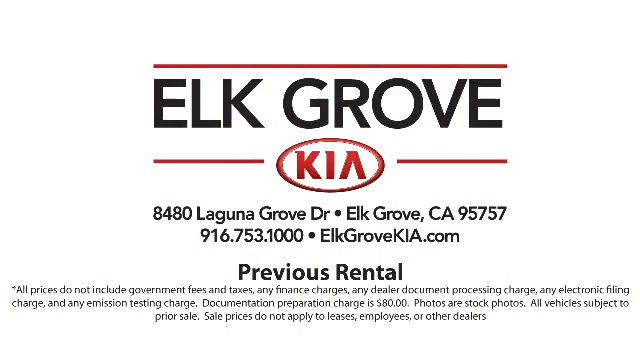 ELK GROVE
KIA
8480 Laguna Grove Dr • Elk Grove, CA 95757
916.753.1000 • ElkGroveKIA.com
Previous Rental
*All prices do not include government fees and taxes, any finance charges, any dealer document processing charge, any electronic filing
charge, and any emission testing charge. Documentation preparation charge is $80.00. Photos are stock photos. All vehicles subject to
prior sale. Sale prices do not apply to leases, employees, or other dealers